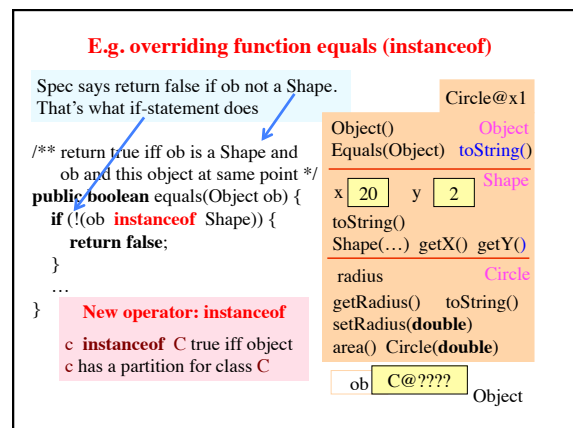 E.g. overriding function equals (instanceof)
Spec says return false if ob not a Shape.
That's what if-statement does
/** return true iff ob is a Shape and
ob and this object at same point */
public boolean equals(Object ob) {
if (!(ob instanceof Shape)) {
return false;
}
…
}
New operator: instanceof
c instanceof C true iff object
c has a partition for class C
Circle@x1
Object() Object
Equals(Object) toString()
Shape
x 20 y 2
toString()
Shape(…) getX() getY()
radius Circle
getRadius() toString()
setRadius(double)
area() Circle(double)
ob C@????
Object